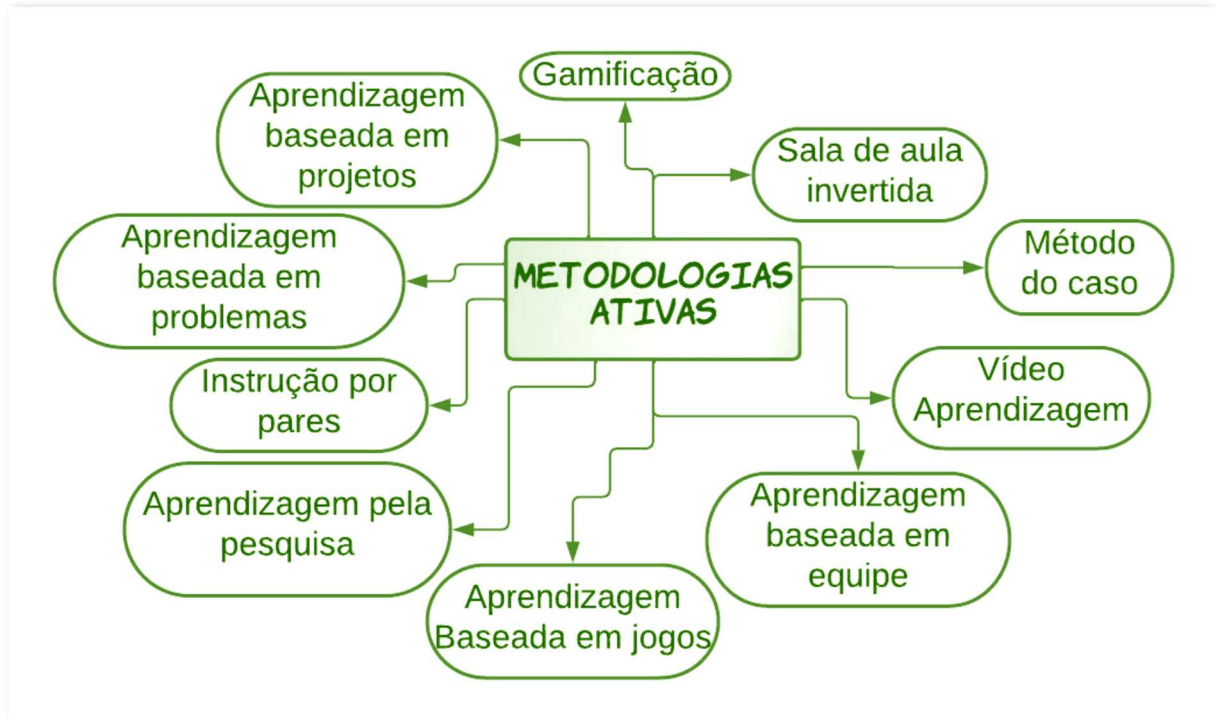 Gamificação
Aprendizagem
baseada em
projetos
Sala de aula
invertida
Aprendizagem
baseada em
problemas
METODOLOGIAS
ATIVAS
Método
do caso
Instrução por
pares
Vídeo
Aprendizagem
Aprendizagem pela
pesquisa
Aprendizagem
baseada em
equipe
Aprendizagem
Baseada em jogos